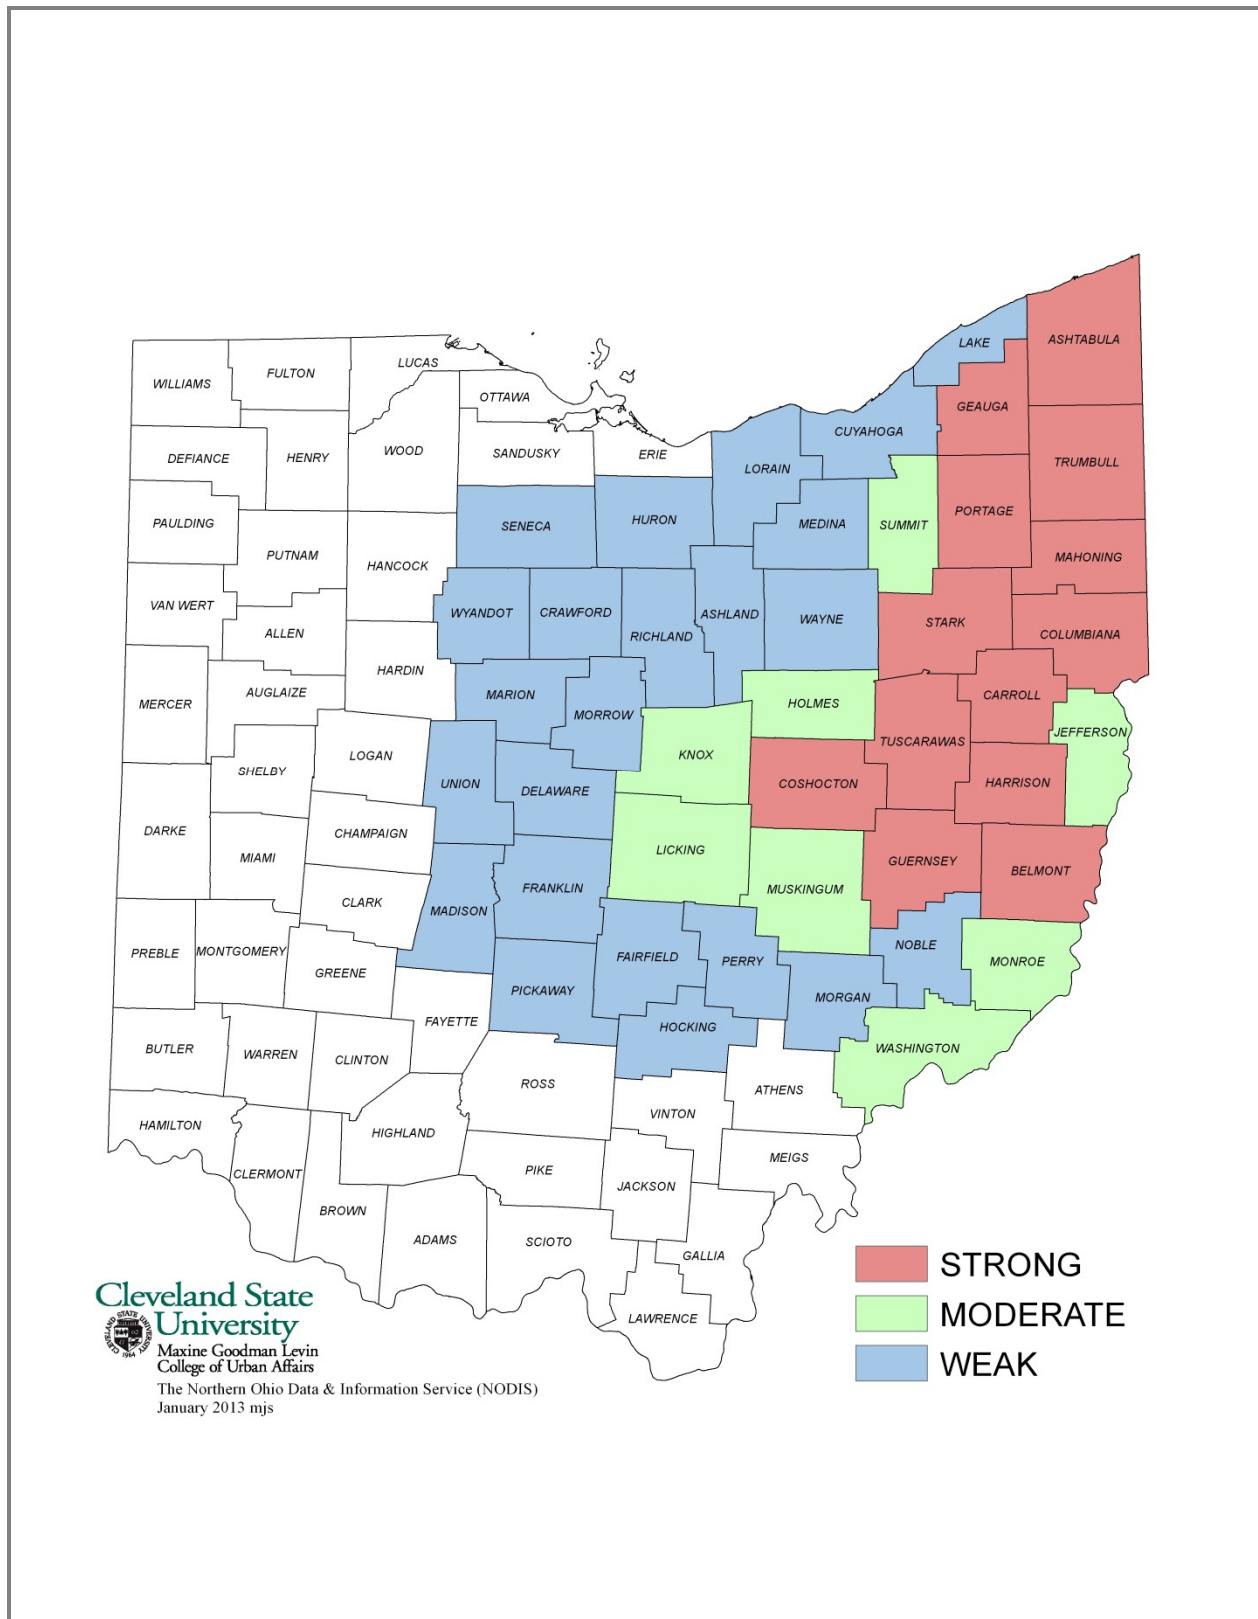 LAKE
ASHTABULA
LUCAS
FULTON
WILLIAMS
OTTAWA
GEAUGA
CUYAHOGA
WOOD
SANDUSKY
ERIE
DEFIANCE
HENRY
LORAIN
TRUMBULL
PORTAGE
PAULDING
SENECA
HURON
MEDINA
SUMMIT
PUTNAM
HANCOCK
MAHONING
VAN WERT
WYANDOT
CRAWFORD
ASHLAND
WAYNE
STARK
ALLEN
RICHLAND
COLUMBIANA
HARDIN
AUGLAIZE
MARION
CARROLL
MERCER
HOLMES
MORROW
JEFFERSON
TUSCARAWAS
LOGAN
KNOX
SHELBY
UNION
COSHOCTON
HARRISON
DELAWARE
DARKE
CHAMPAIGN
LICKING
MIAMI
GUERNSEY
BELMONT
FRANKLIN
MUSKINGUM
CLARK
MADISON
NOBLE
PREBLE
MONTGOMERY
FAIRFIELD
PERRY
MONROE
GREENE
PICKAWAY
MORGAN
FAYETTE
HOCKING
BUTLER
WARREN
CLINTON
WASHINGTON
ROSS
ATHENS
VINTON
HAMILTON
HIGHLAND
MEIGS
CLERMONT
PIKE
JACKSON
BROWN
ADAMS
SCIOTO
GALLIA
LAWRENCE
STRONG
MODERATE
WEAK
Cleveland State
University
CLEVELAND STATE UNIVERSITY
1964
Maxine Goodman Levin
College of Urban Affairs
The Northern Ohio Data & Information Service (NODIS)
January 2013 mjs